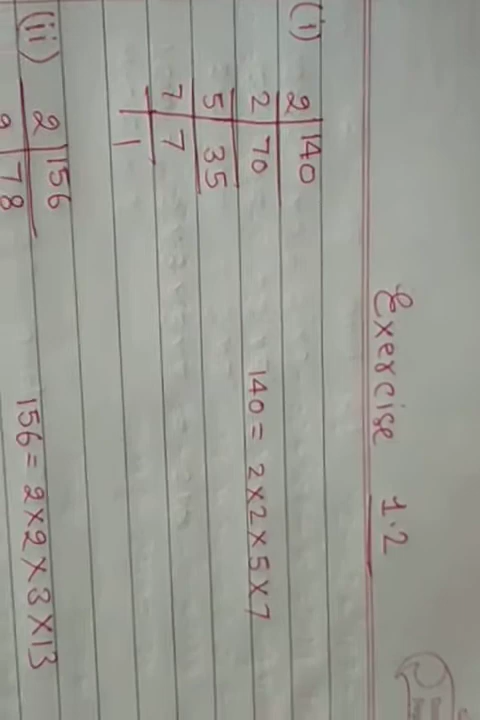 Exercise 1.2
(i)
2 | 140
2 | 70
5 | 35
7 | 7
1
140 = 2×2×5×7
(ii)
2 | 156
78
156 = 2×2×3×13